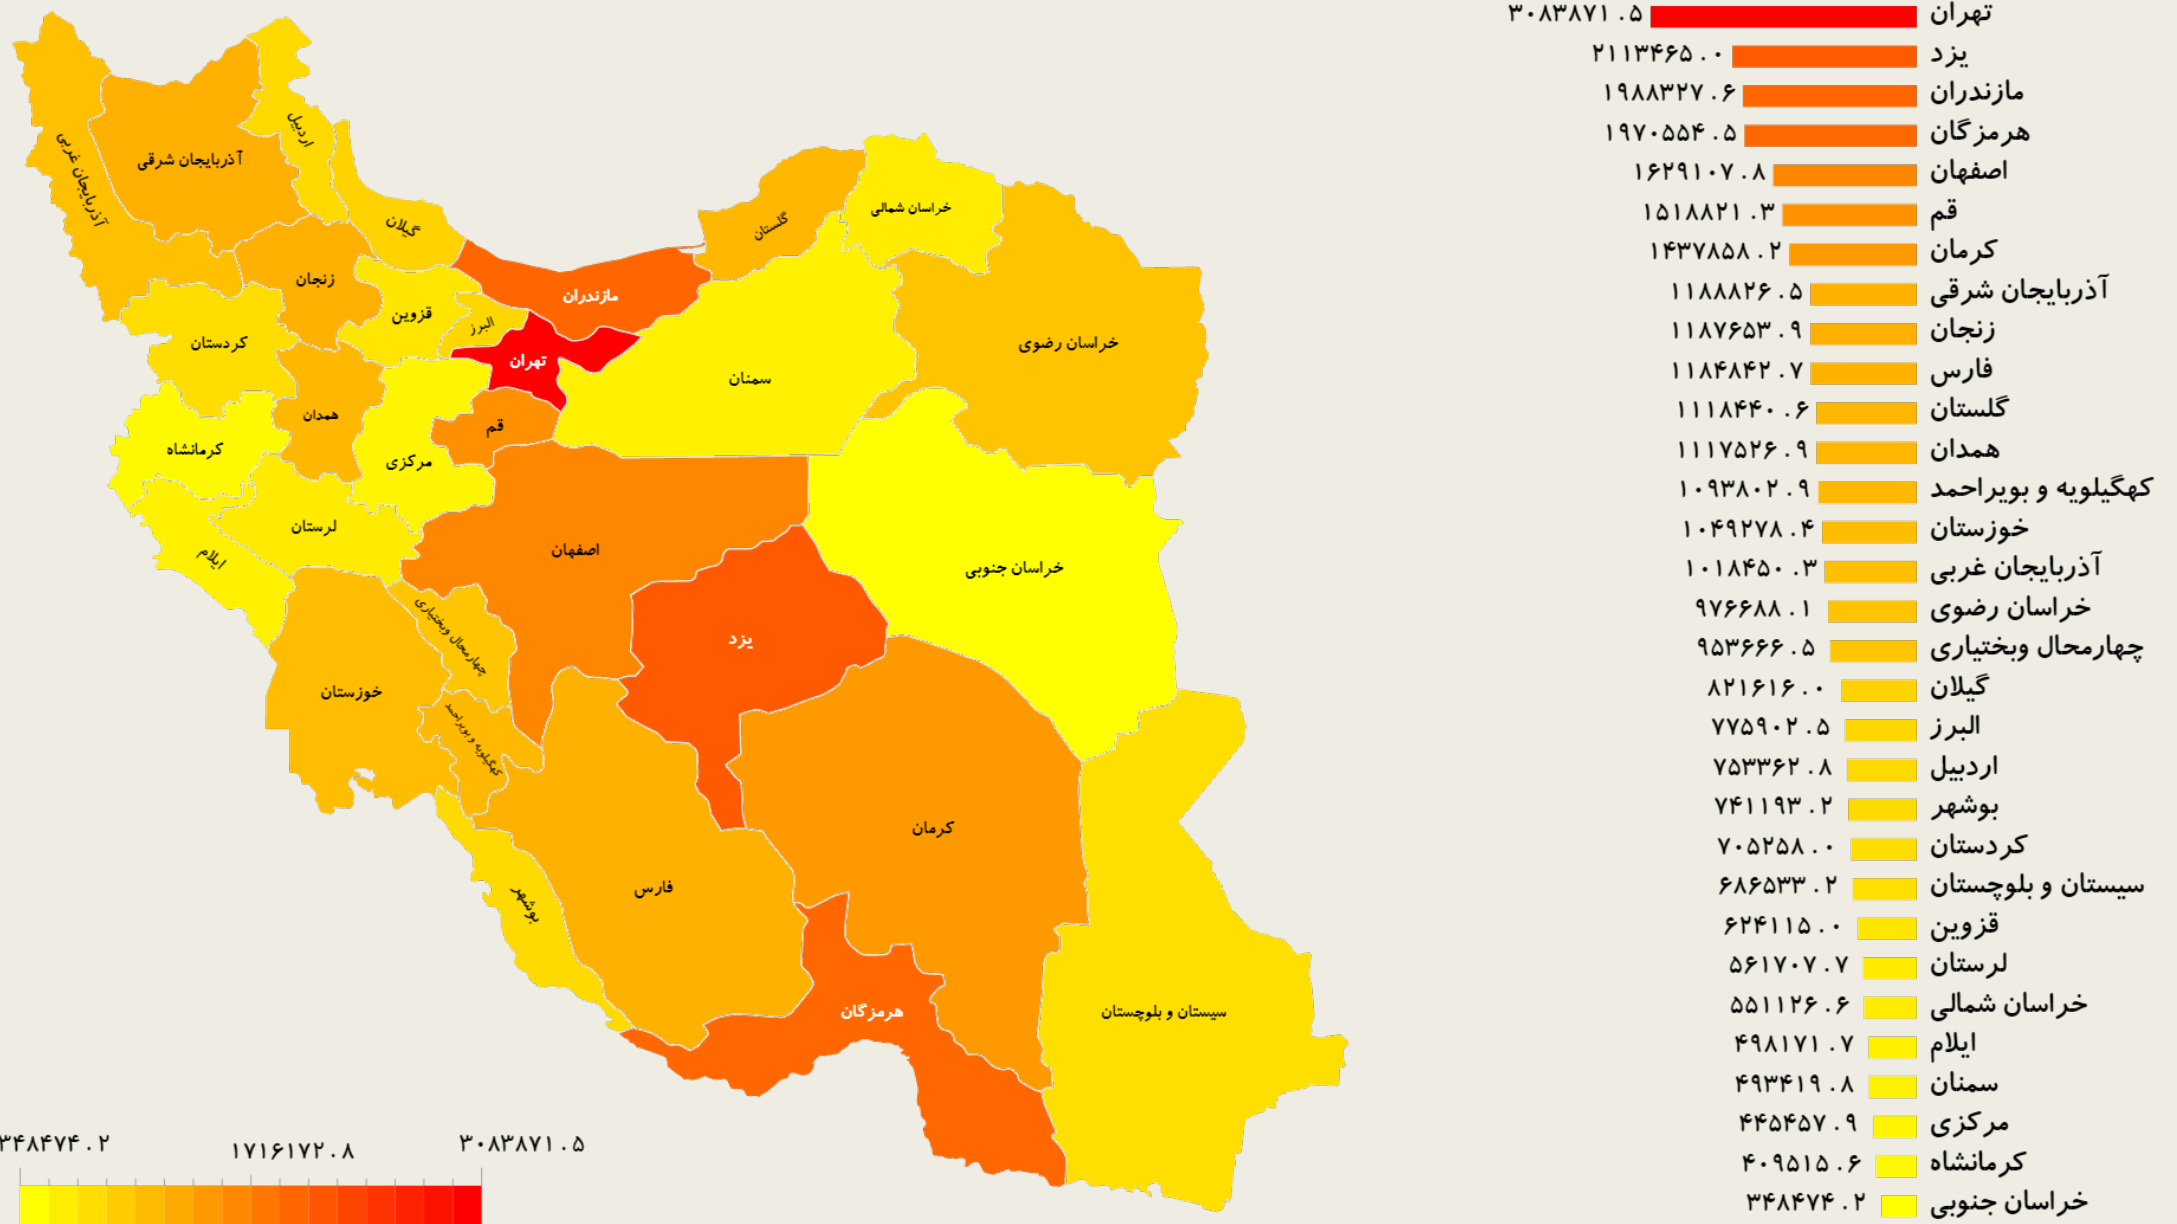 تهران ۳۰۸۳۸۷۱.۵
یزد ۲۱۱۳۴۶۵.۰
مازندران ۱۹۸۸۳۲۷.۶
هرمزگان ۱۹۷۰۵۵۴.۵
اصفهان ۱۶۲۹۱۰۷.۸
قم ۱۵۱۸۸۲۱.۳
کرمان ۱۴۳۷۸۵۸.۲
آذربایجان شرقی ۱۱۸۸۸۲۶.۵
زنجان ۱۱۸۷۶۵۳.۹
فارس ۱۱۸۴۸۴۲.۷
گلستان ۱۱۱۸۴۴۰.۶
همدان ۱۱۱۷۵۲۶.۹
کهگیلویه و بویراحمد ۱۰۹۳۸۰۲.۹
خوزستان ۱۰۴۹۲۷۸.۴
آذربایجان غربی ۱۰۱۸۴۵۰.۳
خراسان رضوی ۹۷۶۶۸۸.۱
چهارمحال وبختیاری ۹۵۳۶۶۶.۵
گیلان ۸۲۱۶۱۶.۰
البرز ۷۷۵۹۰۲.۵
اردبیل ۷۵۳۳۶۲.۸
بوشهر ۷۴۱۱۹۳.۲
کردستان ۷۰۵۲۵۸.۰
سیستان و بلوچستان ۶۸۶۵۳۳.۲
قزوین ۶۲۴۱۱۵.۰
لرستان ۵۶۱۷۰۷.۷
خراسان شمالی ۵۵۱۱۲۶.۶
ایلام ۴۹۸۱۷۱.۷
سمنان ۴۹۳۴۱۹.۸
مرکزی ۴۴۵۴۵۷.۹
کرمانشاه ۴۰۹۵۱۵.۶
خراسان جنوبی ۳۴۸۴۷۴.۲
اردبیل
آذربایجان شرقی
آذربایجان غربی
خراسان شمالی
گلستان
گیلان
زنجان
مازندران
قزوین
البرز
کردستان
خراسان رضوی
تهران
سمنان
همدان
قم
کرمانشاه
مرکزی
لرستان
ایلام
اصفهان
خراسان جنوبی
چهارمحال وبختیاری
یزد
خوزستان
کهگیلویه و بویراحمد
کرمان
فارس
بوشهر
هرمزگان
سیستان و بلوچستان
۳۴۸۴۷۴.۲
۱۷۱۶۱۷۲.۸
۳۰۸۳۸۷۱.۵